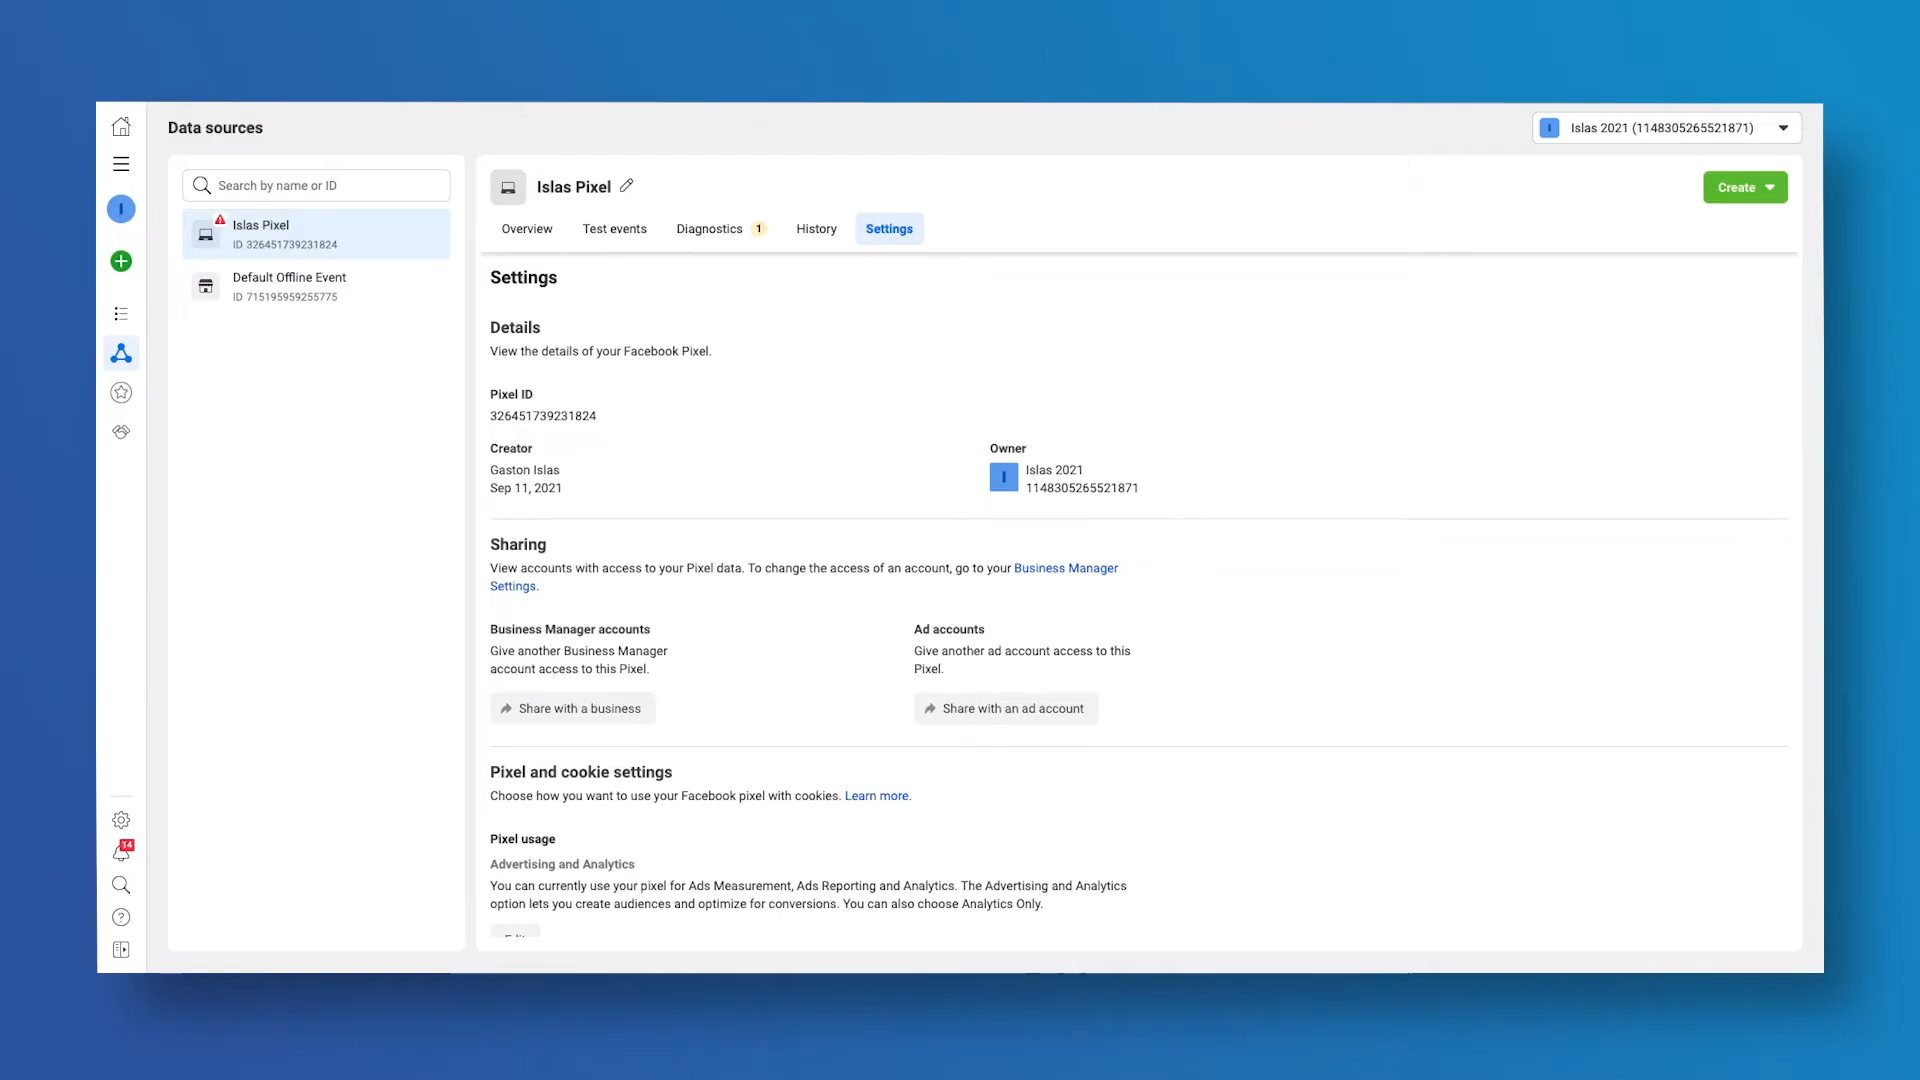 Data sources
I Islas 2021 (1148305265521871)
Search by name or ID
Islas Pixel
ID 326451739231824
Default Offline Event
ID 715195959255775
I
14
Islas Pixel
Create
Overview Test events Diagnostics 1 History Settings
Settings
Details
View the details of your Facebook Pixel.
Pixel ID
326451739231824
Creator
Gaston Islas
Sep 11, 2021
Owner
I Islas 2021
1148305265521871
Sharing
View accounts with access to your Pixel data. To change the access of an account, go to your Business Manager
Settings.
Business Manager accounts
Give another Business Manager
account access to this Pixel.
Share with a business
Ad accounts
Give another ad account access to this
Pixel.
Share with an ad account
Pixel and cookie settings
Choose how you want to use your Facebook pixel with cookies. Learn more.
Pixel usage
Advertising and Analytics
You can currently use your pixel for Ads Measurement, Ads Reporting and Analytics. The Advertising and Analytics
option lets you create audiences and optimize for conversions. You can also choose Analytics Only.